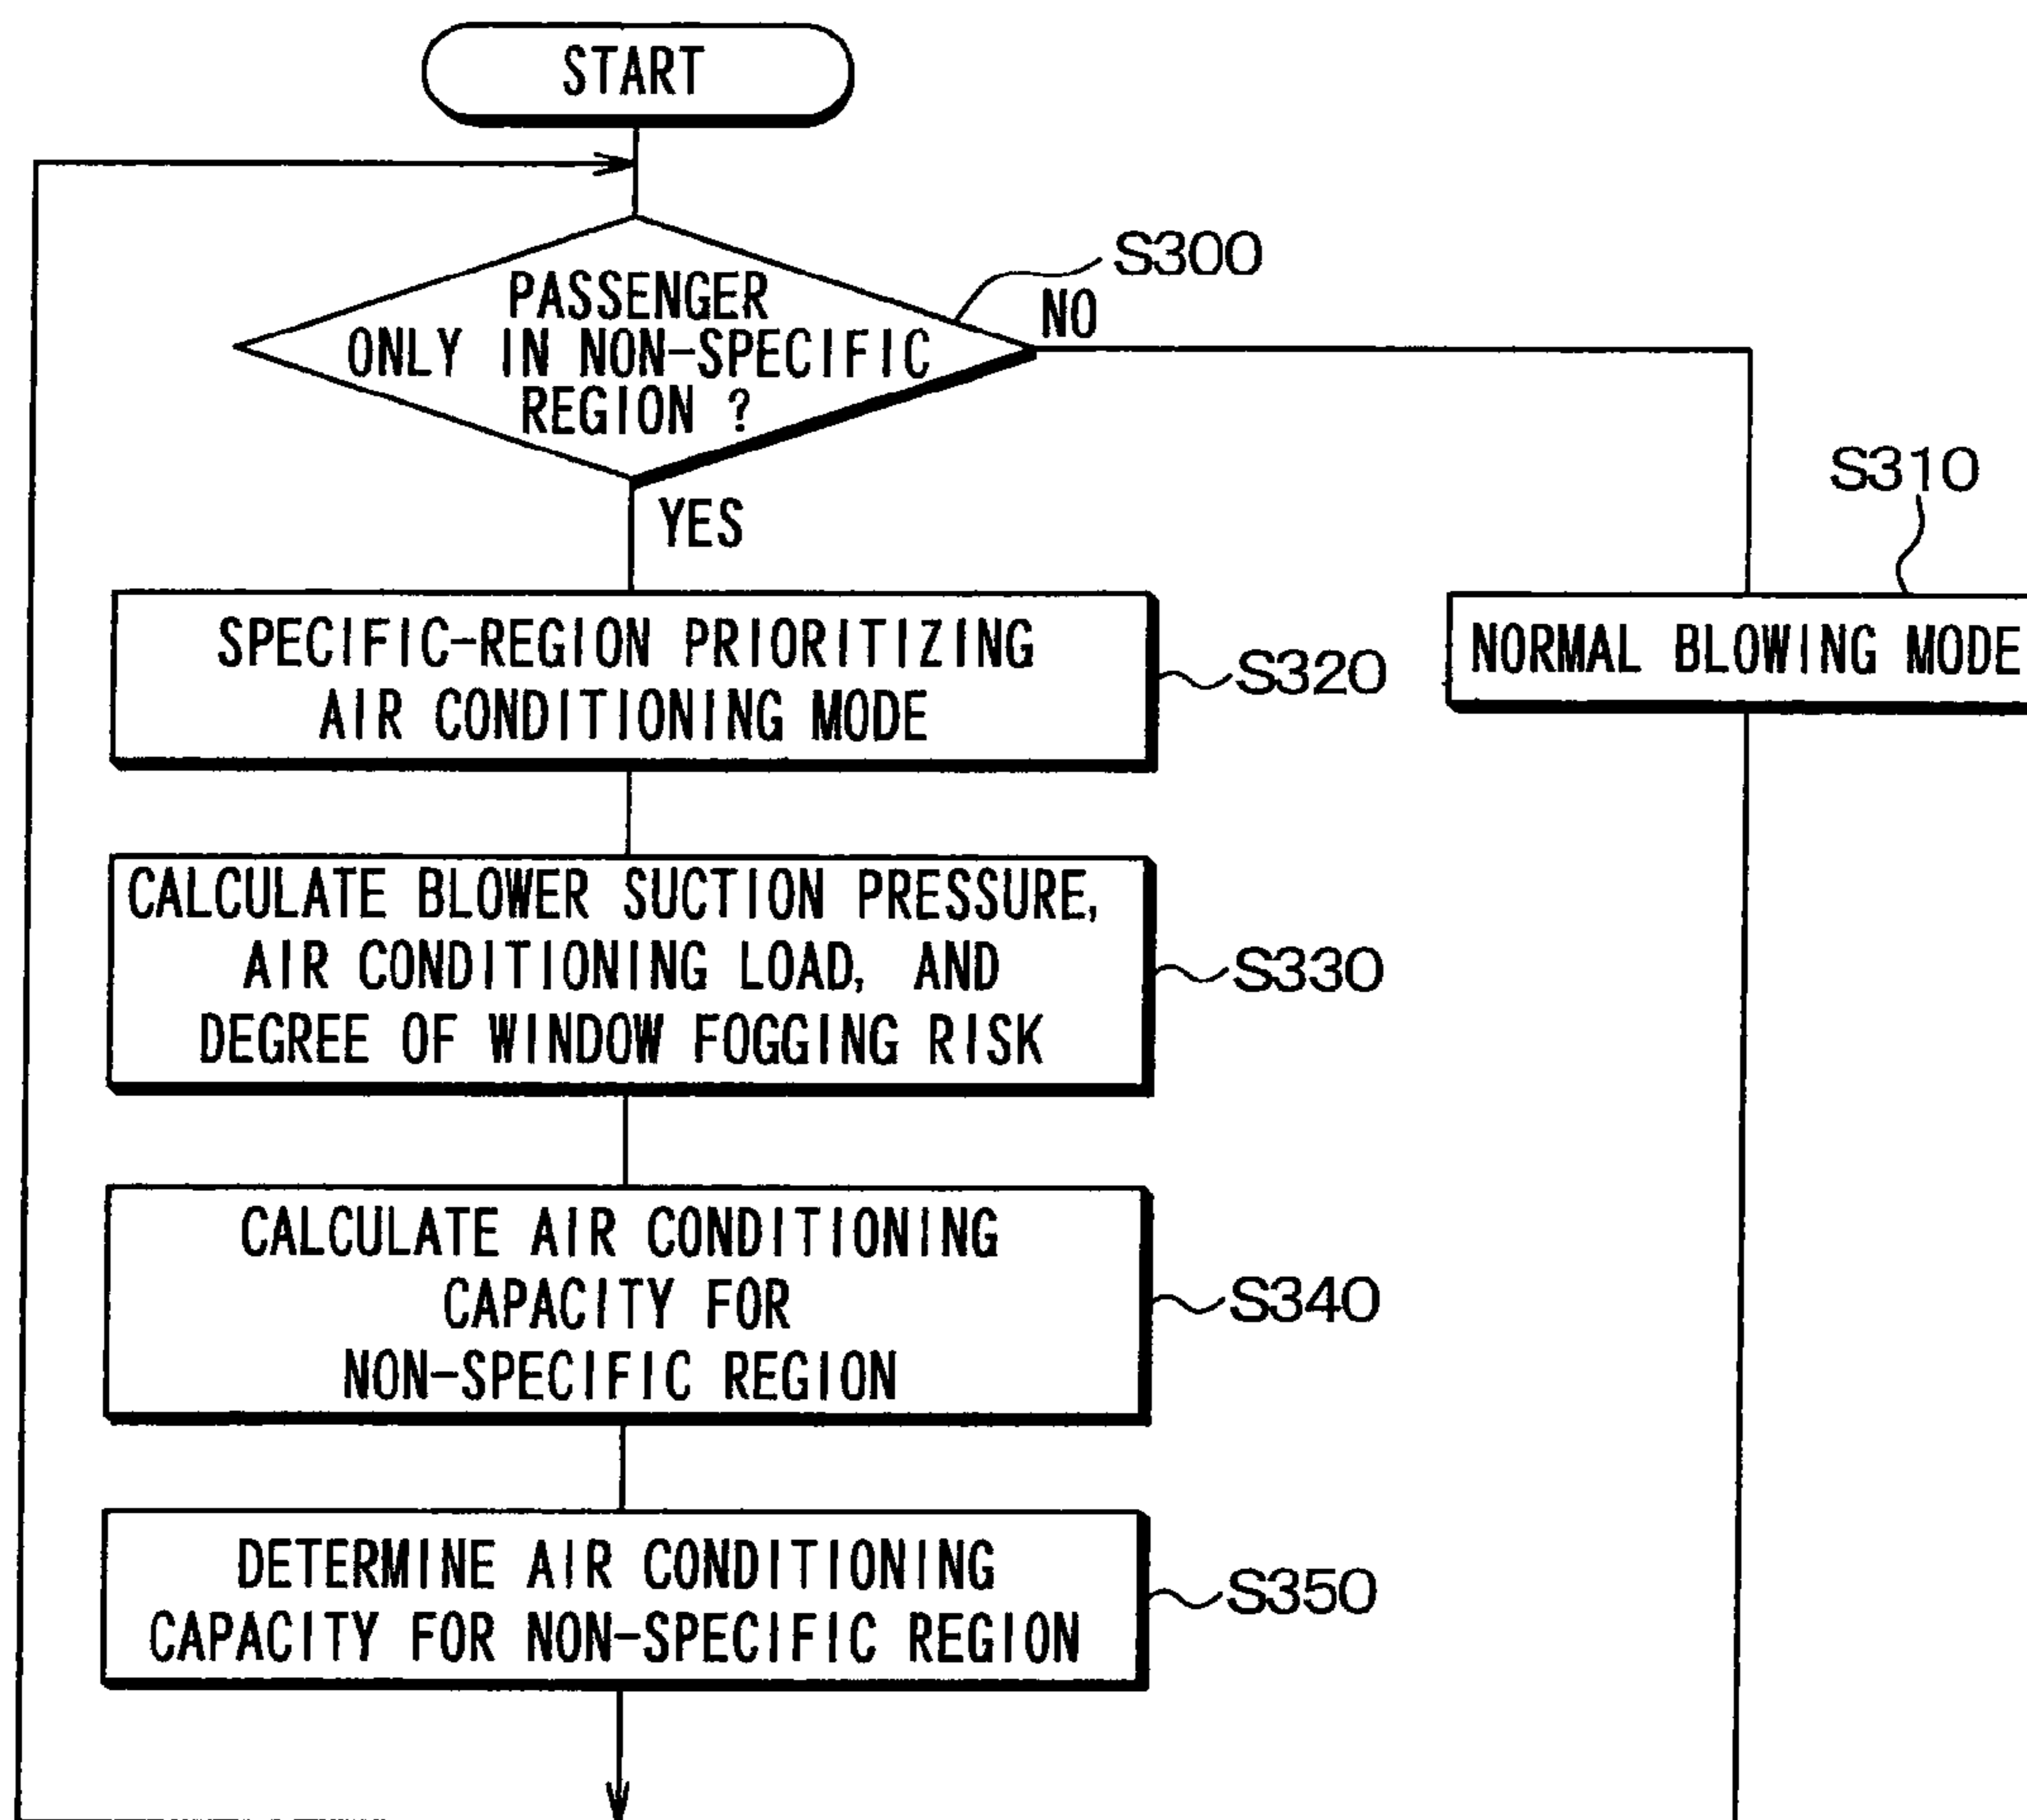 START
S300
PASSENGER
ONLY IN NON-SPECIFIC
REGION ?
NO
YES
S310
NORMAL BLOWING MODE
SPECIFIC-REGION PRIORITIZING
AIR CONDITIONING MODE
S320
CALCULATE BLOWER SUCTION PRESSURE,
AIR CONDITIONING LOAD, AND
DEGREE OF WINDOW FOGGING RISK
S330
CALCULATE AIR CONDITIONING
CAPACITY FOR
NON-SPECIFIC REGION
S340
DETERMINE AIR CONDITIONING
CAPACITY FOR NON-SPECIFIC REGION
S350